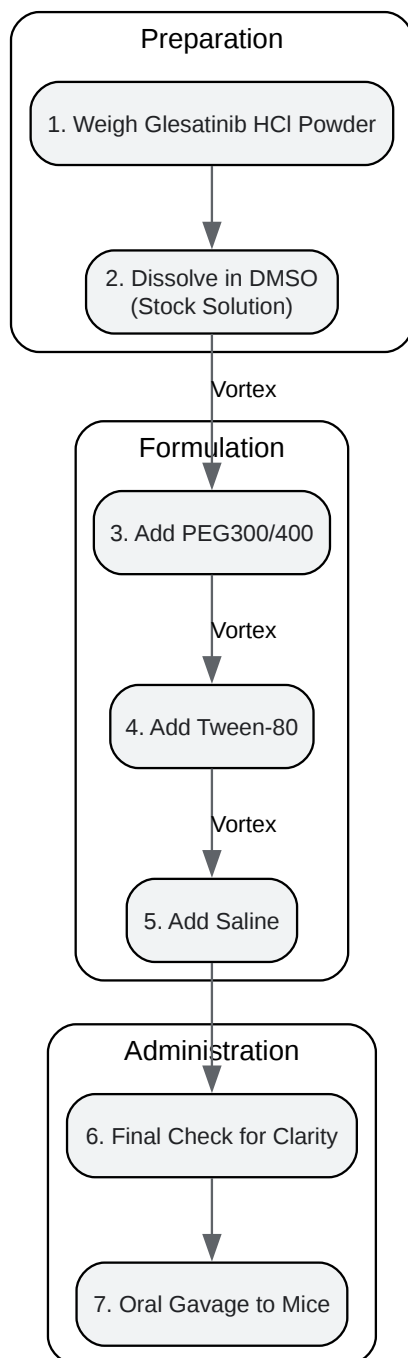 Preparation
1. Weigh Glesatinib HCl Powder
2. Dissolve in DMSO
(Stock Solution)
Vortex
Formulation
3. Add PEG300/400
Vortex
4. Add Tween-80
Vortex
5. Add Saline
Administration
6. Final Check for Clarity
7. Oral Gavage to Mice